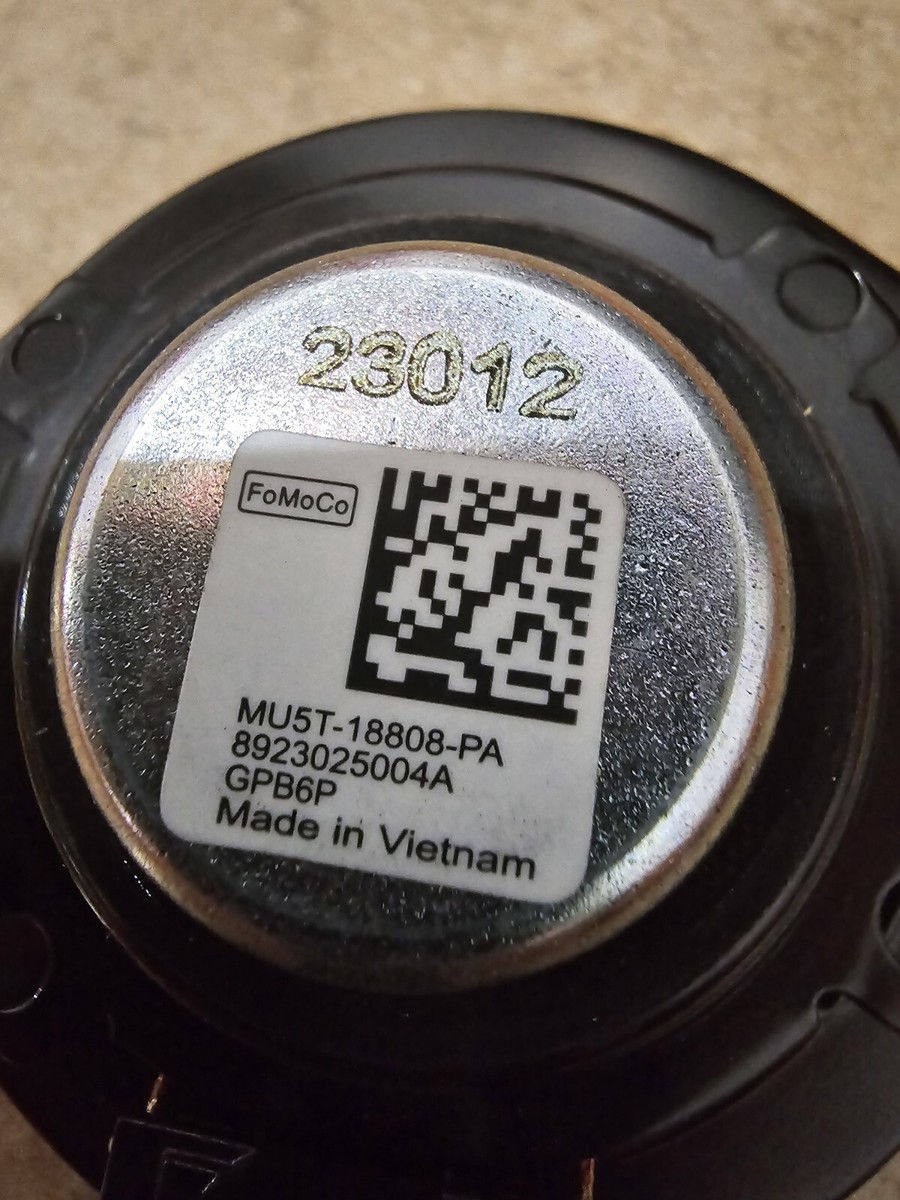 23012
FoMoCo
MU5T-18808-PA
8923025004A
GPB6P
Made in Vietnam